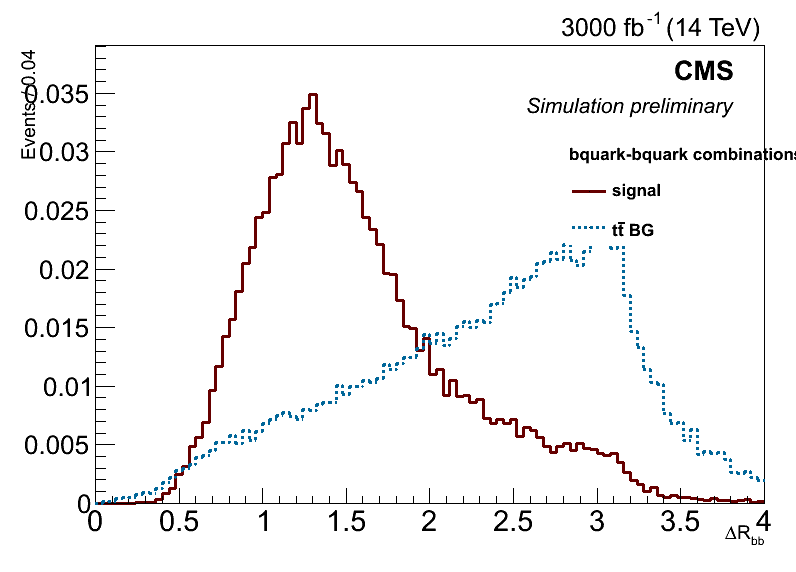 3000 fb-1 (14 TeV)
Events / 0.04
CMS
Simulation preliminary
bquark-bquark combinations
signal
tt̄ BG
0.035
0.03
0.025
0.02
0.015
0.01
0.005
0
0 0.5 1 1.5 2 2.5 3 3.5 4
ΔRbb